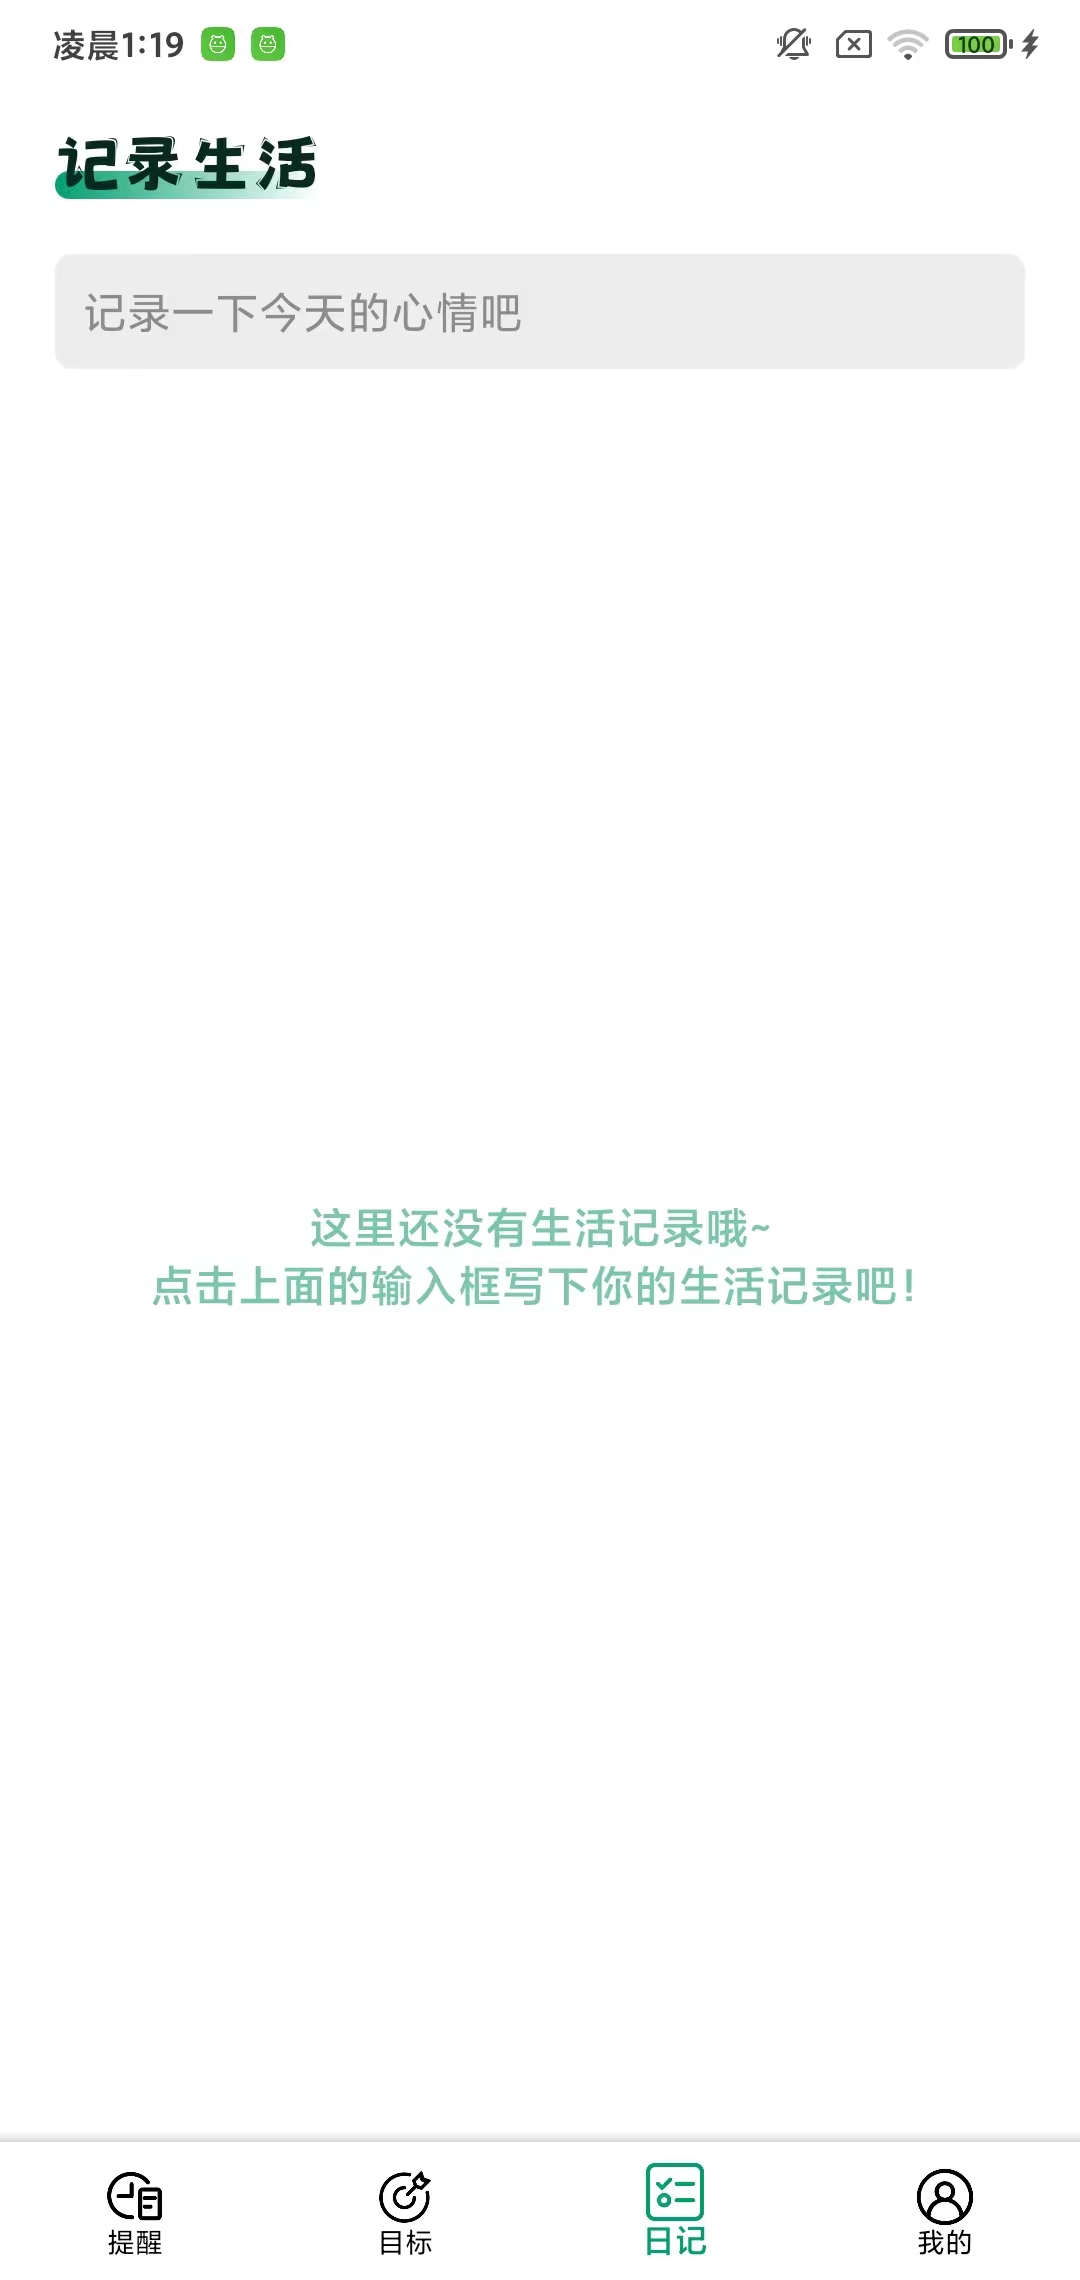 凌晨1:19
100
记录生活
记录一下今天的心情吧
这里还没有生活记录哦~
点击上面的输入框写下你的生活记录吧!
提醒
目标
日记
我的